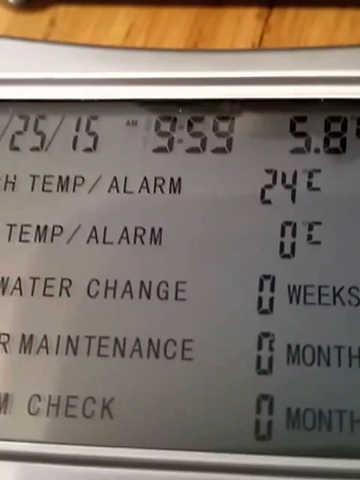 /25/15 AM 9:59 5.8
H TEMP/ALARM 24°C
TEMP/ALARM 0°C
WATER CHANGE 0 WEEKS
R MAINTENANCE 0 MONTH
M CHECK 0 MONTH